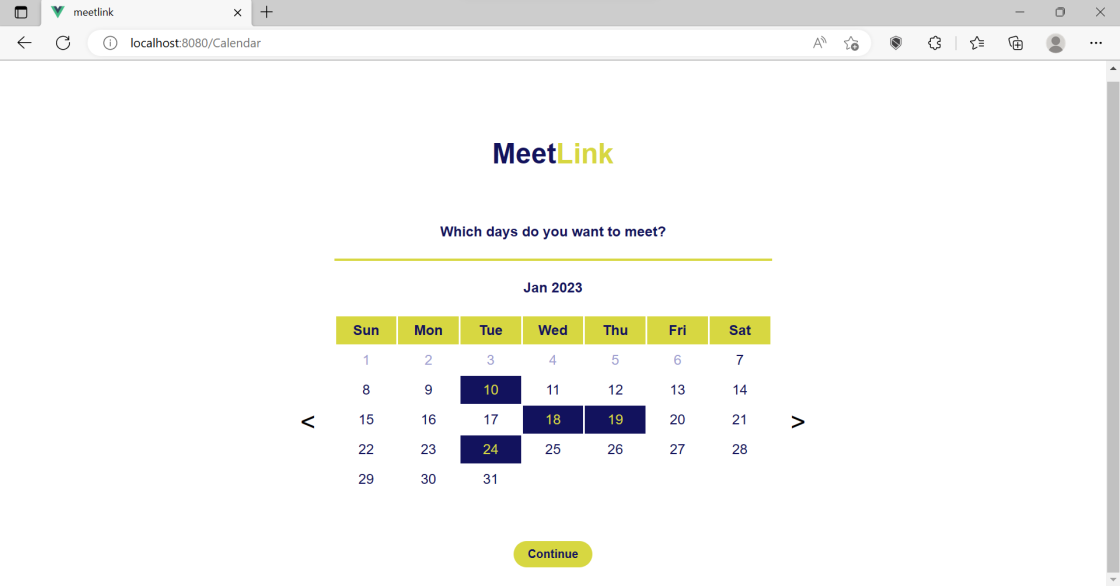 meetlink
localhost:8080/Calendar
MeetLink
Which days do you want to meet?
Jan 2023
Sun Mon Tue Wed Thu Fri Sat
1 2 3 4 5 6 7
8 9 10 11 12 13 14
15 16 17 18 19 20 21
22 23 24 25 26 27 28
29 30 31
< >
Continue